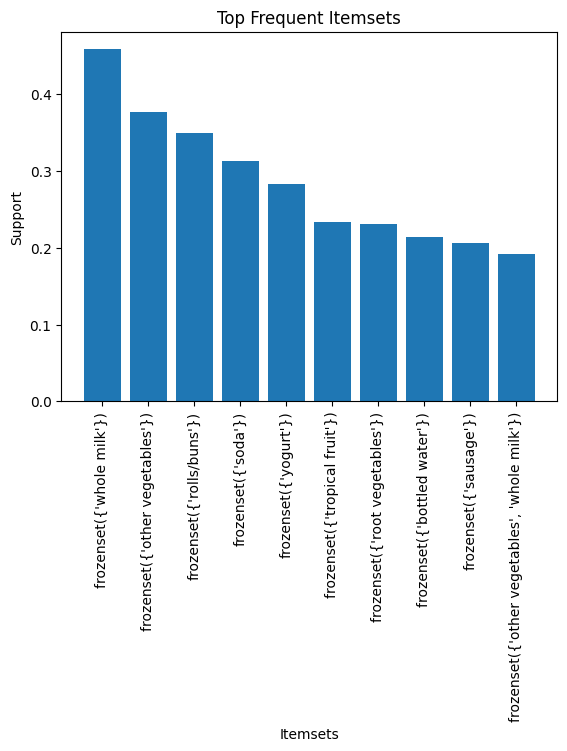 Top Frequent Itemsets
Support
0.4
0.3
0.2
0.1
0.0
frozenset({'whole milk'})
frozenset({'other vegetables'})
frozenset({'rolls/buns'})
frozenset({'soda'})
frozenset({'yogurt'})
frozenset({'tropical fruit'})
frozenset({'root vegetables'})
frozenset({'bottled water'})
frozenset({'sausage'})
frozenset({'other vegetables', 'whole milk'})
Itemsets